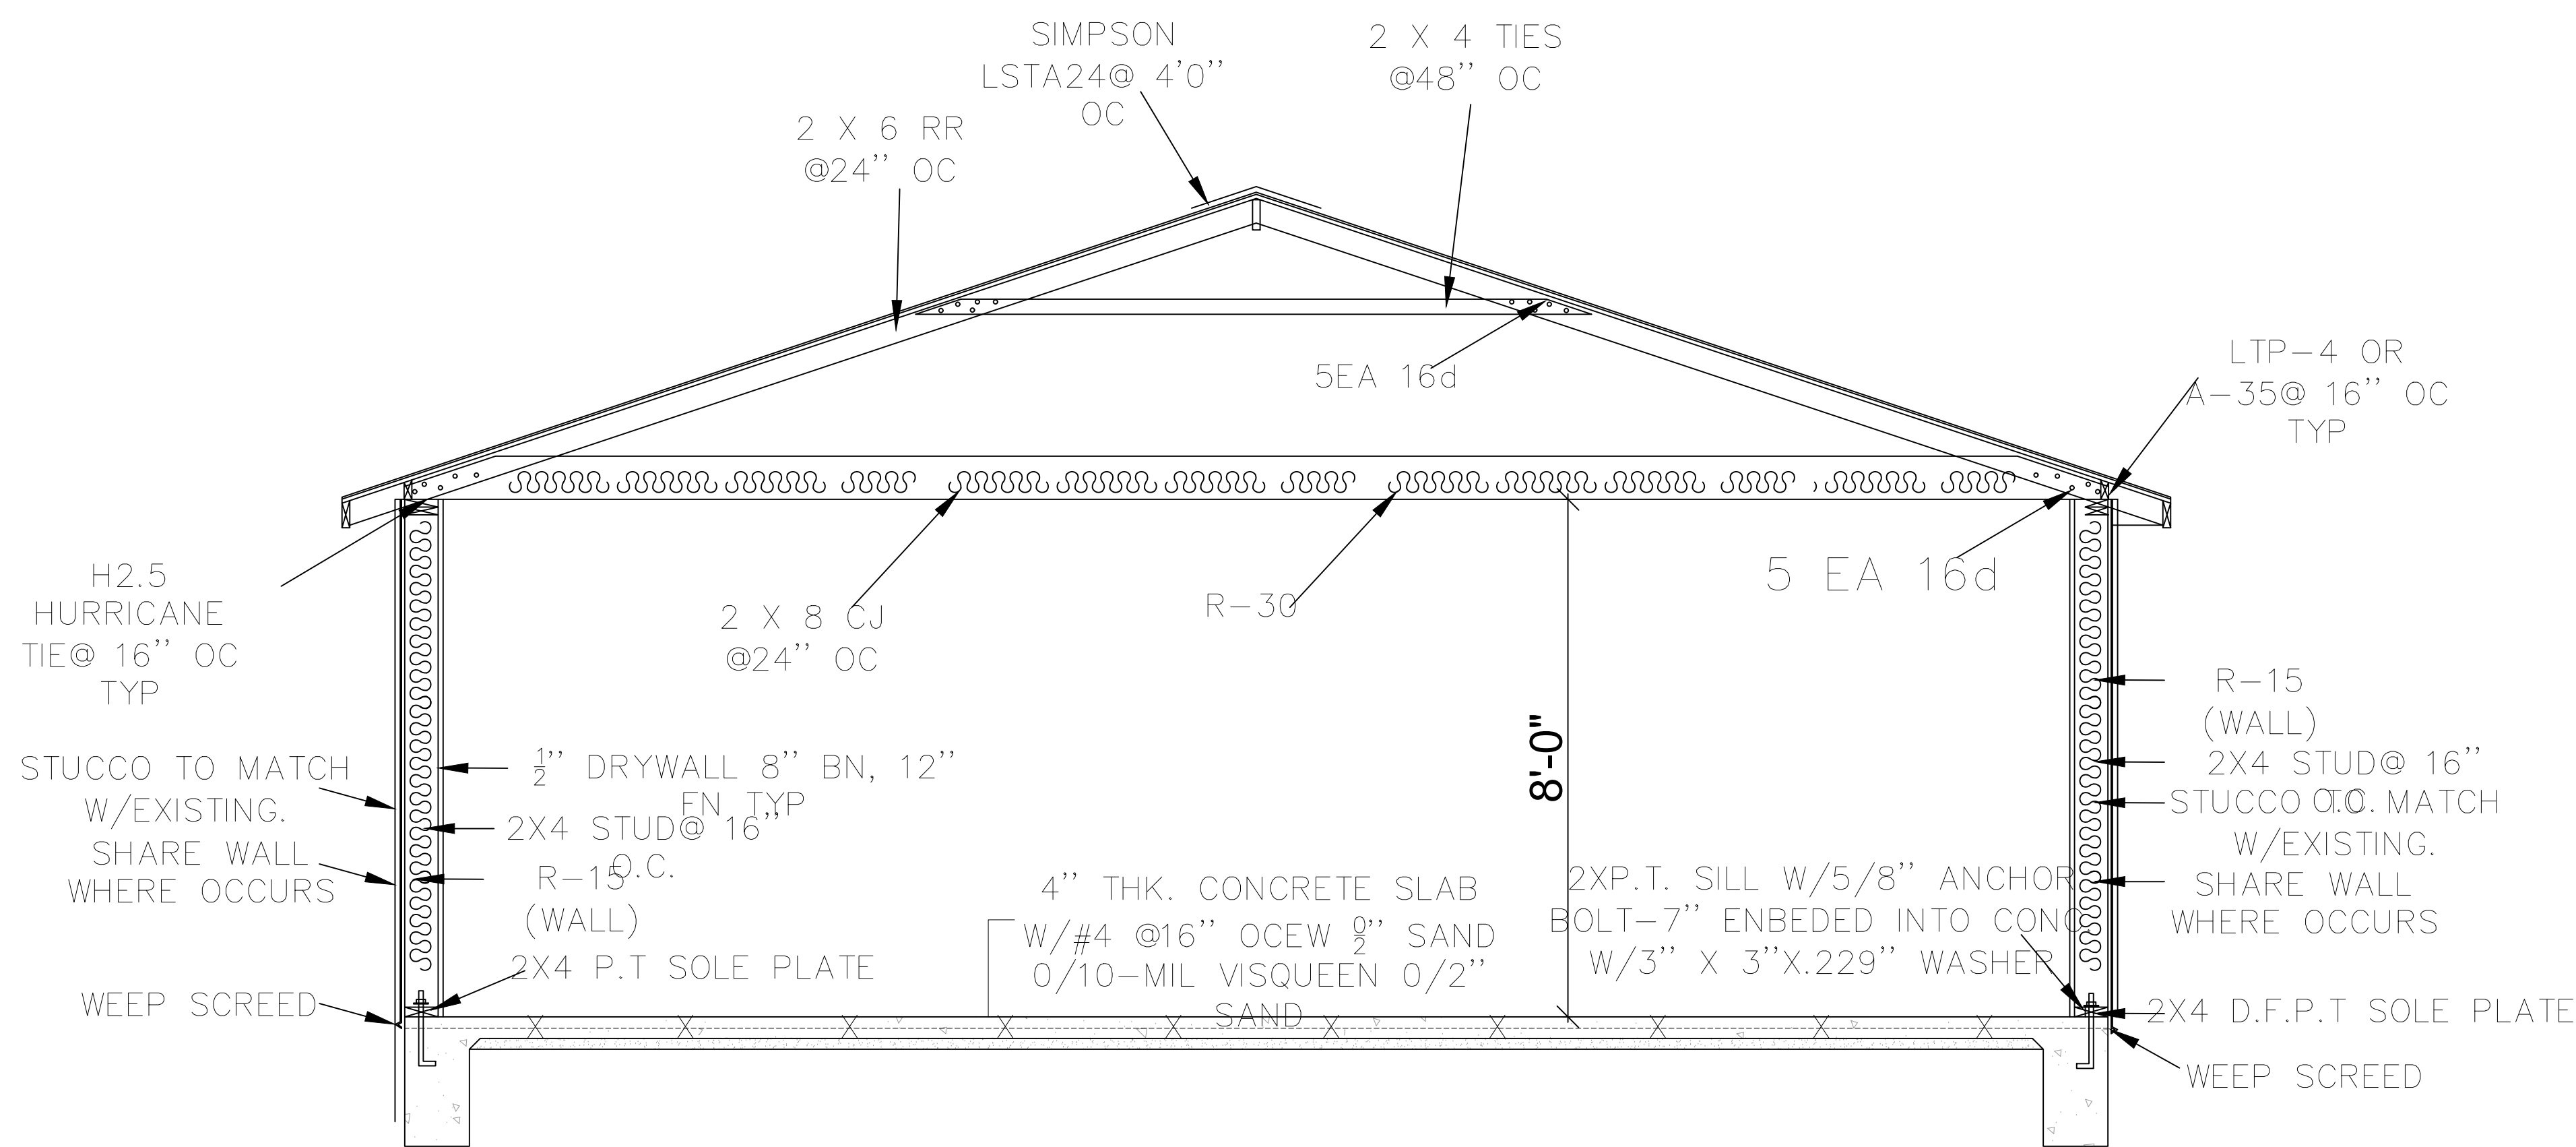 SIMPSON
LSTA24@ 4'0''
OC
2 X 4 TIES
@48'' OC
2 X 6 RR
@24'' OC
5EA 16d
LTP-4 OR
A-35@ 16'' OC
TYP
H2.5
HURRICANE
TIE@ 16'' OC
TYP
2 X 8 CJ
@24'' OC
R-30
5 EA 16d
8'-0"
STUCCO TO MATCH
W/EXISTING.
SHARE WALL
WHERE OCCURS
WEEP SCREED
1/2'' DRYWALL 8'' BN, 12''
FN TYP
2X4 STUD@ 16''
O.C.
R-15
(WALL)
2X4 P.T SOLE PLATE
4'' THK. CONCRETE SLAB
W/#4 @16'' OCEW 0/2'' SAND
0/10-MIL VISQUEEN 0/2''
SAND
2XP.T. SILL W/5/8'' ANCHOR
BOLT-7'' ENBEDED INTO CONC
W/3'' X 3''X.229'' WASHER
R-15
(WALL)
2X4 STUD@ 16''
O.C.
STUCCO TO MATCH
W/EXISTING.
SHARE WALL
WHERE OCCURS
2X4 D.F.P.T SOLE PLATE
WEEP SCREED